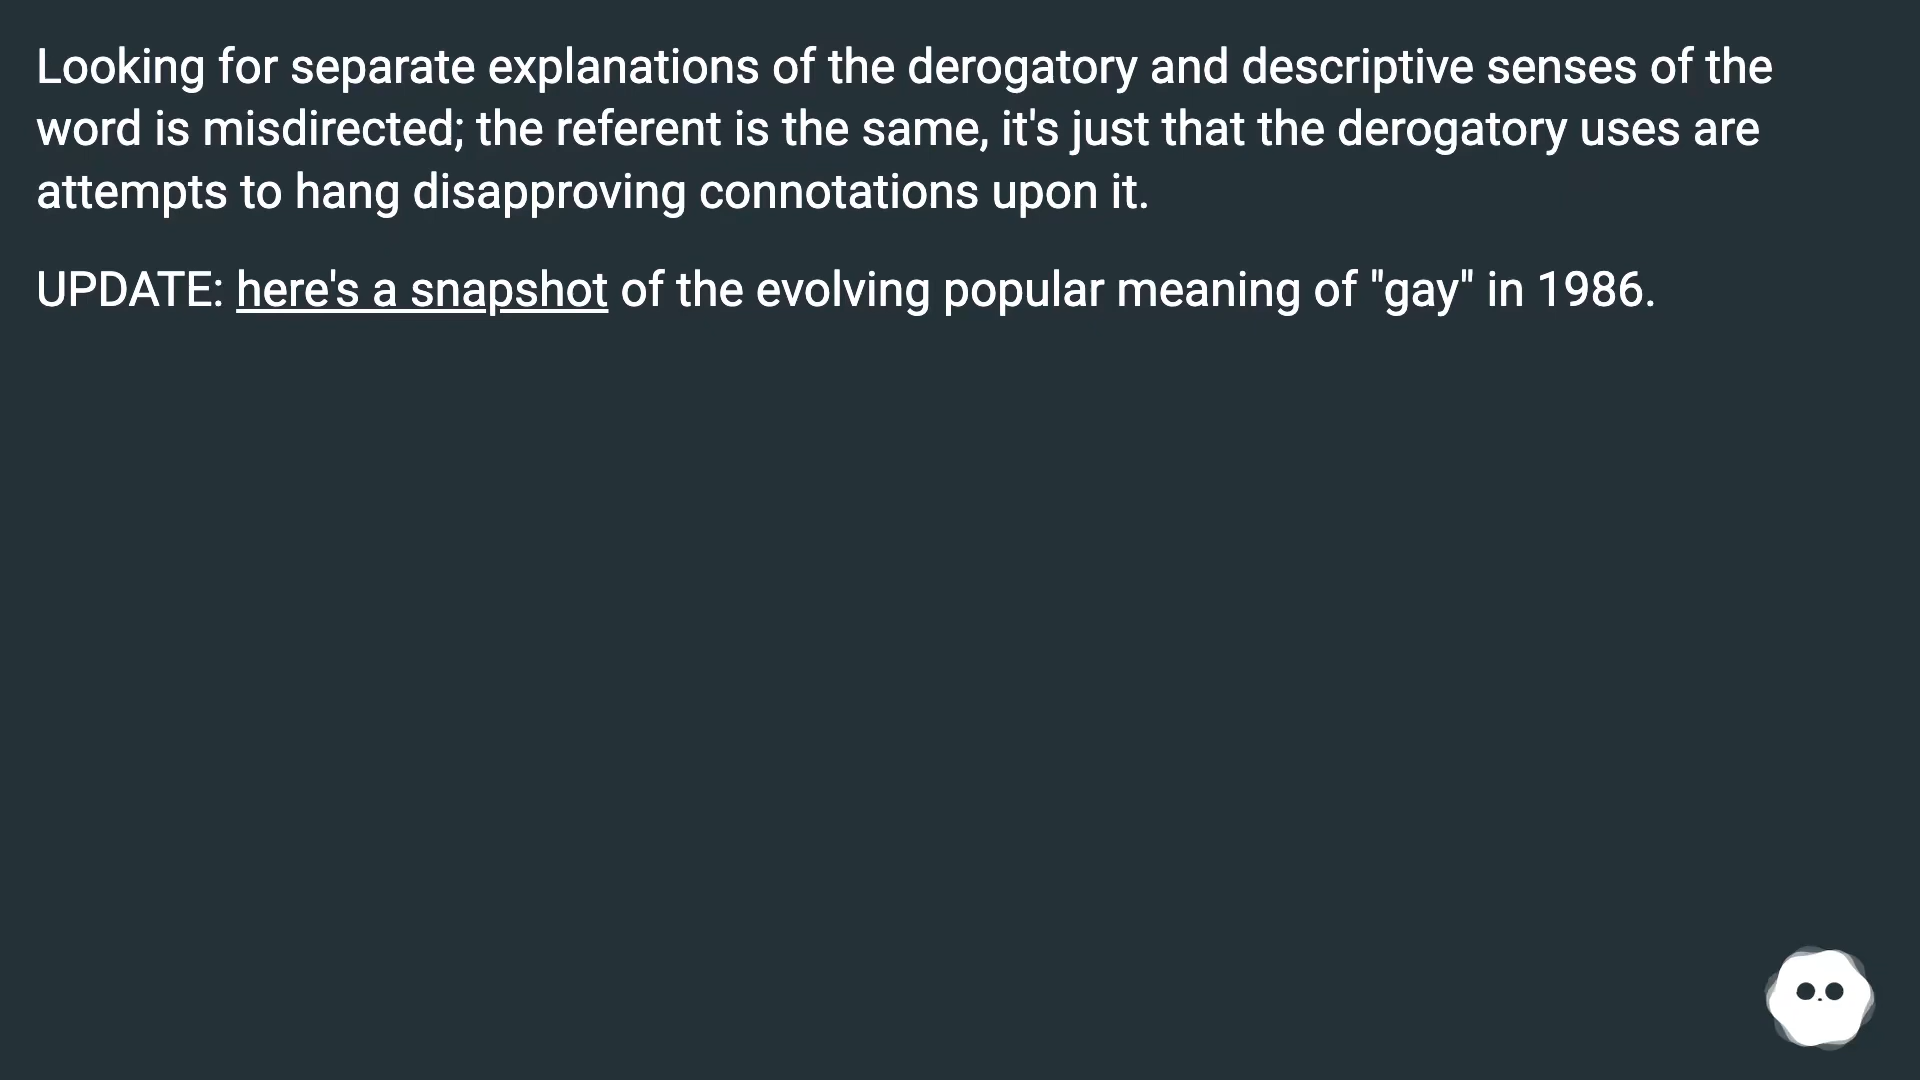 Looking for separate explanations of the derogatory and descriptive senses of the
word is misdirected; the referent is the same, it's just that the derogatory uses are
attempts to hang disapproving connotations upon it.
UPDATE: here's a snapshot of the evolving popular meaning of "gay" in 1986.